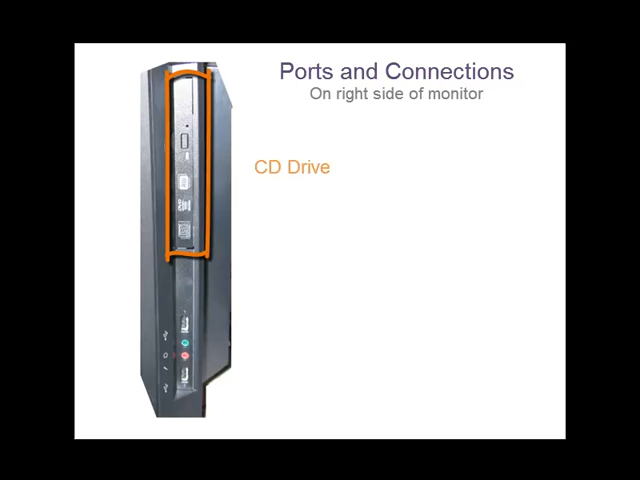 Ports and Connections
On right side of monitor
CD Drive